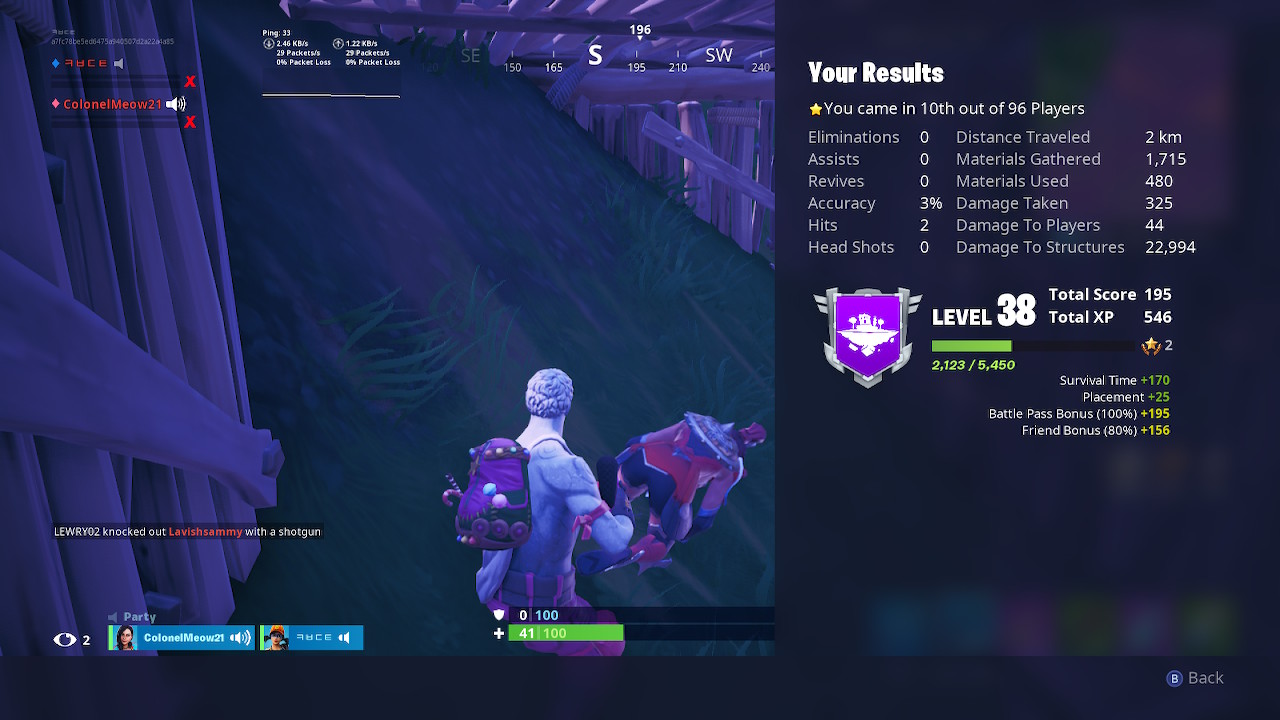 ㅋㅂㄷㄷ
Ping: 33
2.46 KB/s 1.22 KB/s
29 Packets/s 29 Packets/s
0% Packet Loss 0% Packet Loss
196
SE S SW
120 150 165 195 210 240
X
ColonelMeow21
X
LEWRY02 knocked out Lavishsammy with a shotgun
Party
2 ColonelMeow21
0 100
41 100
Your Results
You came in 10th out of 96 Players
Eliminations 0 Distance Traveled 2 km
Assists 0 Materials Gathered 1,715
Revives 0 Materials Used 480
Accuracy 3% Damage Taken 325
Hits 2 Damage To Players 44
Head Shots 0 Damage To Structures 22,994
LEVEL 38 Total Score 195
Total XP 546
2
2,123 / 5,450
Survival Time +170
Placement +25
Battle Pass Bonus (100%) +195
Friend Bonus (80%) +156
B Back